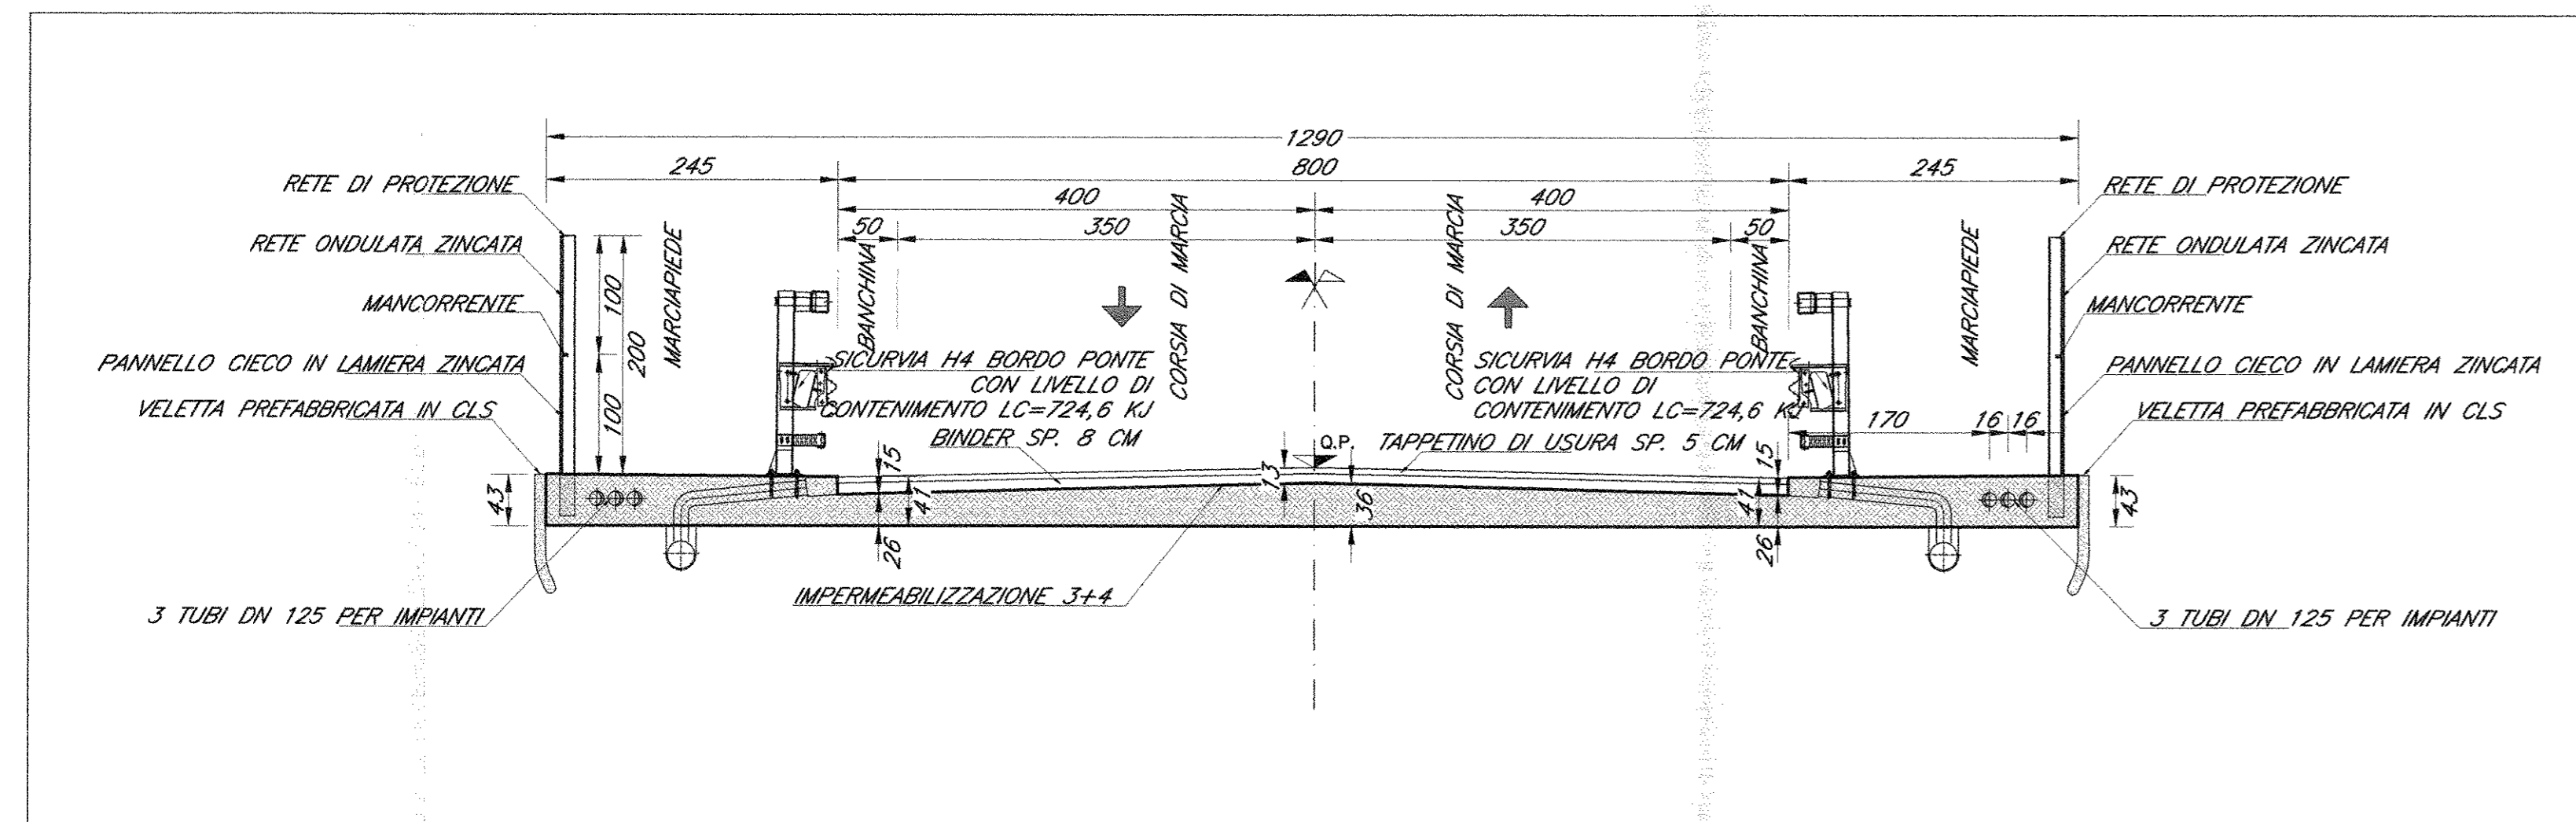 1290
245
800
245
400
400
50
350
350
50
RETE DI PROTEZIONE
RETE ONDULATA ZINCATA
MANCORRENTE
PANNELLO CIECO IN LAMIERA ZINCATA
VELETTA PREFABBRICATA IN CLS
100
100
200
MARCIAPIEDE
BANCHINA
CORSIA DI MARCIA
CORSIA DI MARCIA
BANCHINA
MARCIAPIEDE
RETE DI PROTEZIONE
RETE ONDULATA ZINCATA
MANCORRENTE
PANNELLO CIECO IN LAMIERA ZINCATA
VELETTA PREFABBRICATA IN CLS
SICURVIA H4 BORDO PONTE
CON LIVELLO DI
CONTENIMENTO LC=724,6 KJ
BINDER SP. 8 CM
SICURVIA H4 BORDO PONTE
CON LIVELLO DI
CONTENIMENTO LC=724,6 KJ
Q.P.
TAPPETINO DI USURA SP. 5 CM
170
16
16
43
15
41
26
13
36
15
41
26
43
IMPERMEABILIZZAZIONE 3+4
3 TUBI DN 125 PER IMPIANTI
3 TUBI DN 125 PER IMPIANTI